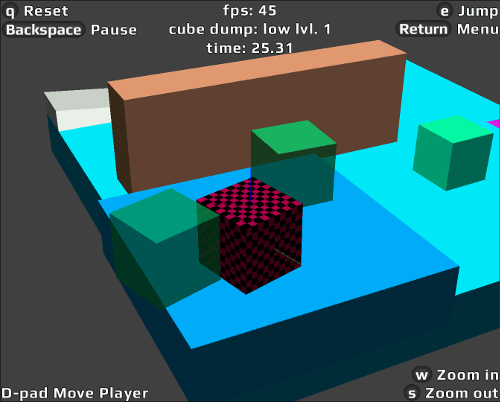 q Reset
Backspace Pause
fps: 45
cube dump: low lvl. 1
time: 25.31
e Jump
Return Menu
D-pad Move Player
w Zoom in
s Zoom out